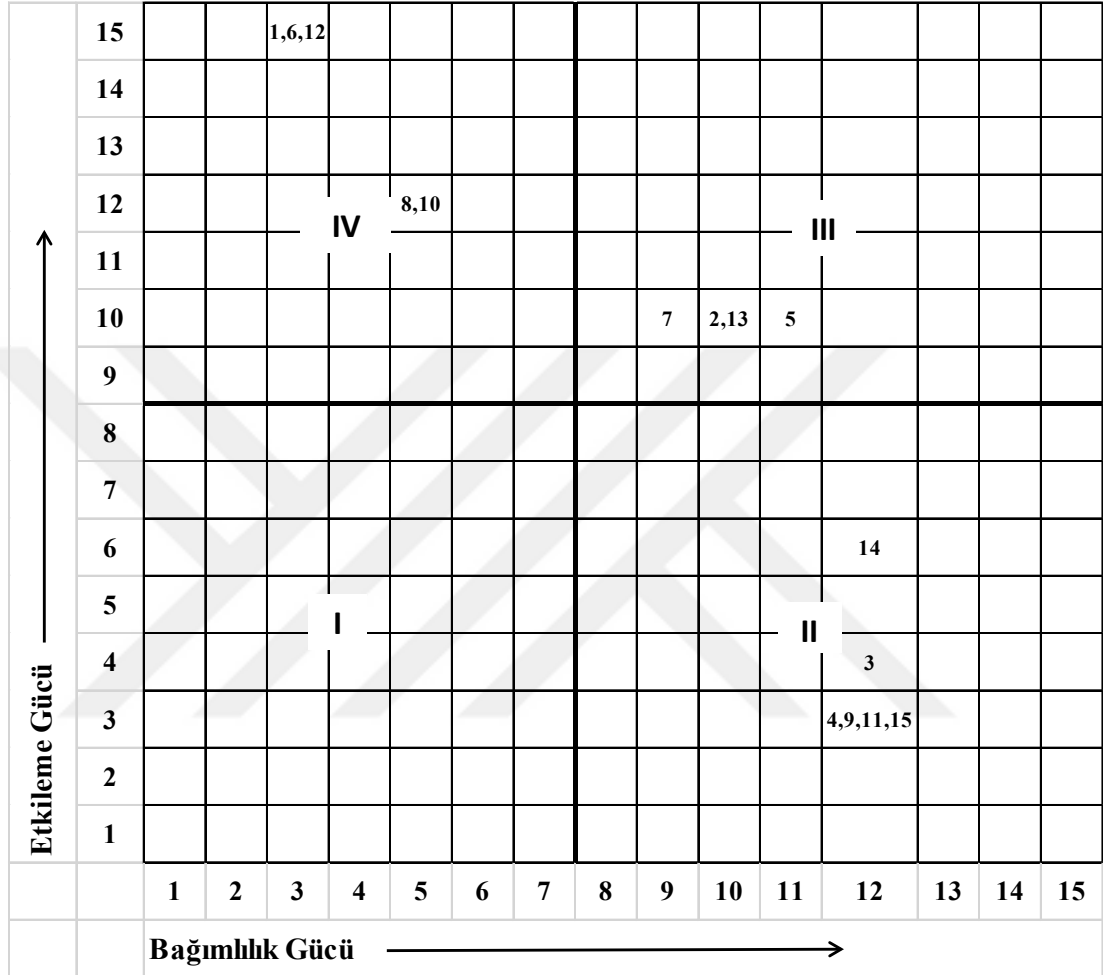 15 1,6,12
14
13
12 8,10
IV III
11
10 7 2,13 5
9
8
7
6 14
5
I II
4 3
3 4,9,11,15
2
1
Etkileme Gücü
1 2 3 4 5 6 7 8 9 10 11 12 13 14 15
Bağımlılık Gücü